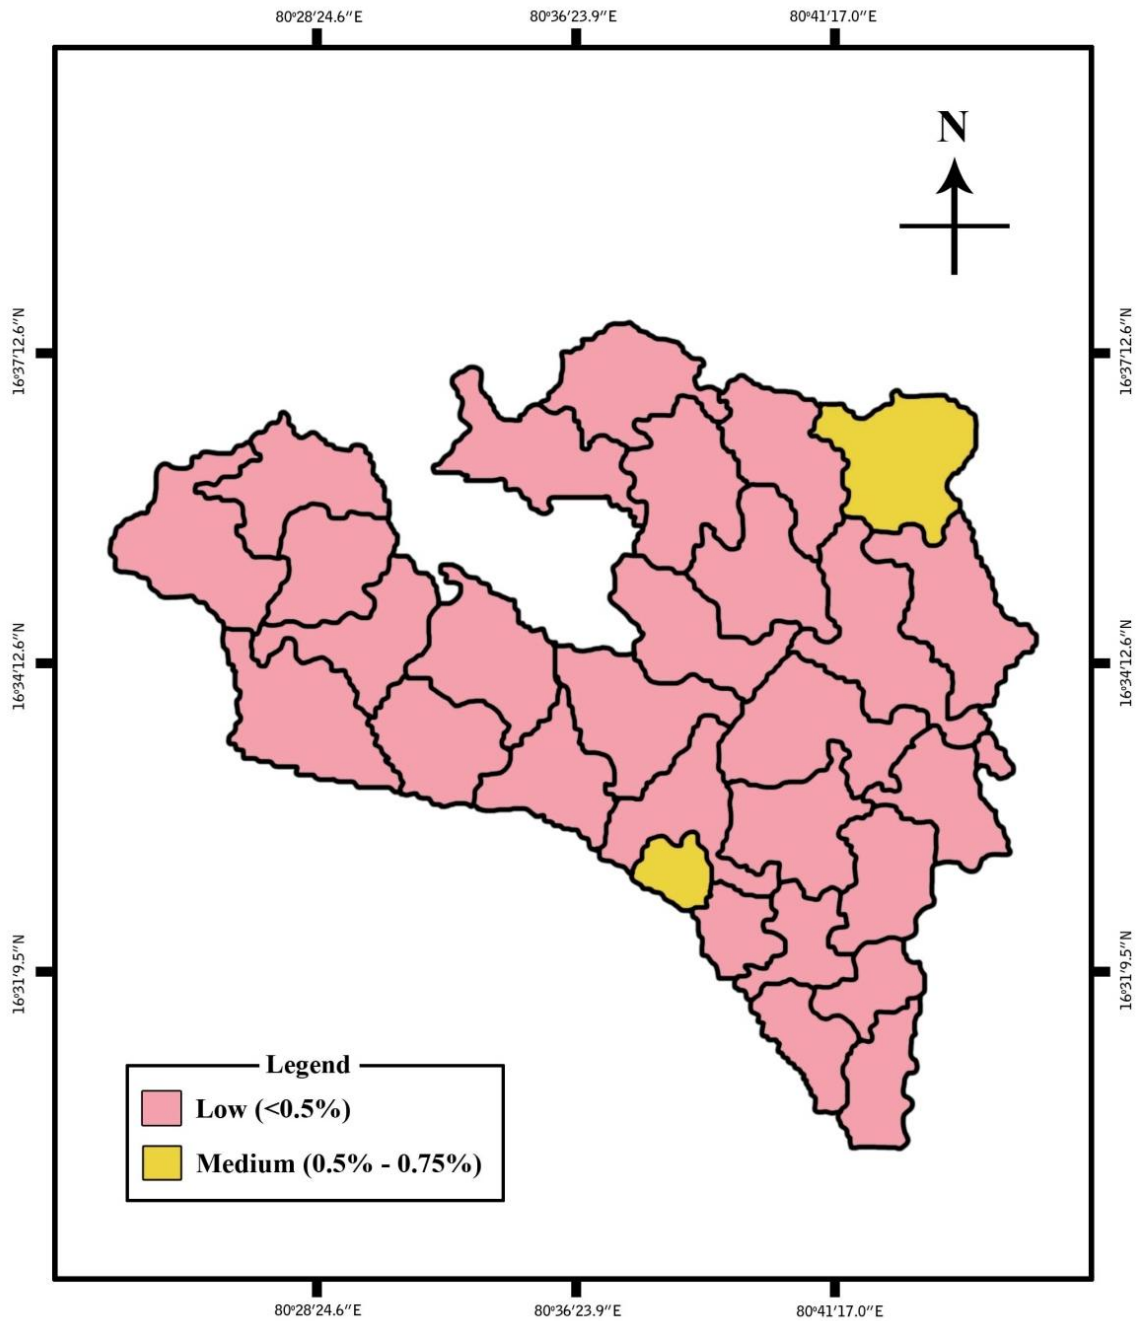 80°28'24.6"E 80°36'23.9"E 80°41'17.0"E
N
16°37'12.6"N 16°37'12.6"N
16°34'12.6"N 16°34'12.6"N
16°31'9.5"N 16°31'9.5"N
Legend
Low (<0.5%)
Medium (0.5% - 0.75%)
80°28'24.6"E 80°36'23.9"E 80°41'17.0"E